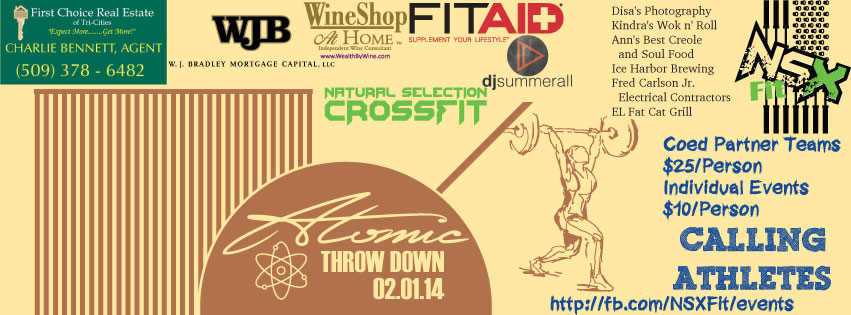 First Choice Real Estate
of Tri-Cities
"Expect More.......Get More!"
CHARLIE BENNETT, AGENT
(509) 378 - 6482
WJB
W. J. BRADLEY MORTGAGE CAPITAL, LLC
WineShop
At HOME
Independent Wine Consultant
www.WealthByWine.com
FITAID
SUPPLEMENT YOUR LIFESTYLE
djsummerall
NATURAL SELECTION
CROSSFIT
Disa's Photography
Kindra's Wok n' Roll
Ann's Best Creole
and Soul Food
Ice Harbor Brewing
Fred Carlson Jr.
Electrical Contractors
EL Fat Cat Grill
NSX
Fit
Coed Partner Teams
$25/Person
Individual Events
$10/Person
CALLING
ATHLETES
http://fb.com/NSXFit/events
Atomic
THROW DOWN
02.01.14